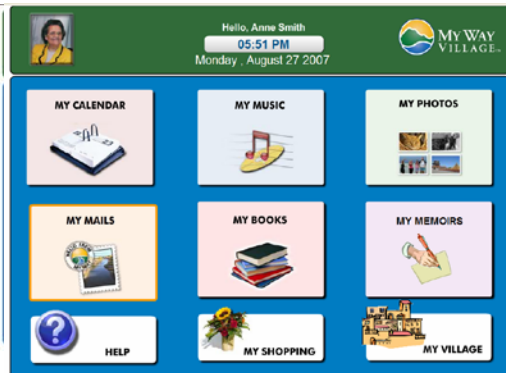 Hello, Anne Smith
05:51 PM
Monday , August 27 2007
MY WAY
VILLAGE
MY CALENDAR
MY MUSIC
MY PHOTOS
MY MAILS
MY BOOKS
MY MEMOIRS
HELP
MY SHOPPING
MY VILLAGE